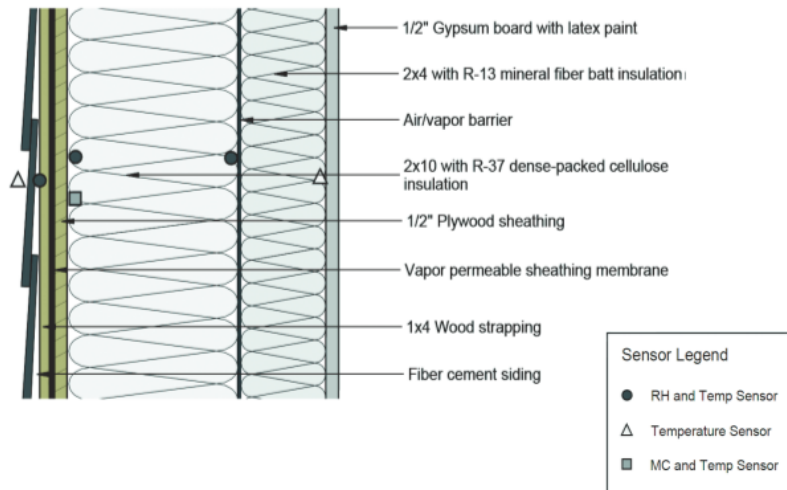 1/2" Gypsum board with latex paint
2x4 with R-13 mineral fiber batt insulation
Air/vapor barrier
2x10 with R-37 dense-packed cellulose
insulation
1/2" Plywood sheathing
Vapor permeable sheathing membrane
1x4 Wood strapping
Fiber cement siding
Sensor Legend
RH and Temp Sensor
Temperature Sensor
MC and Temp Sensor